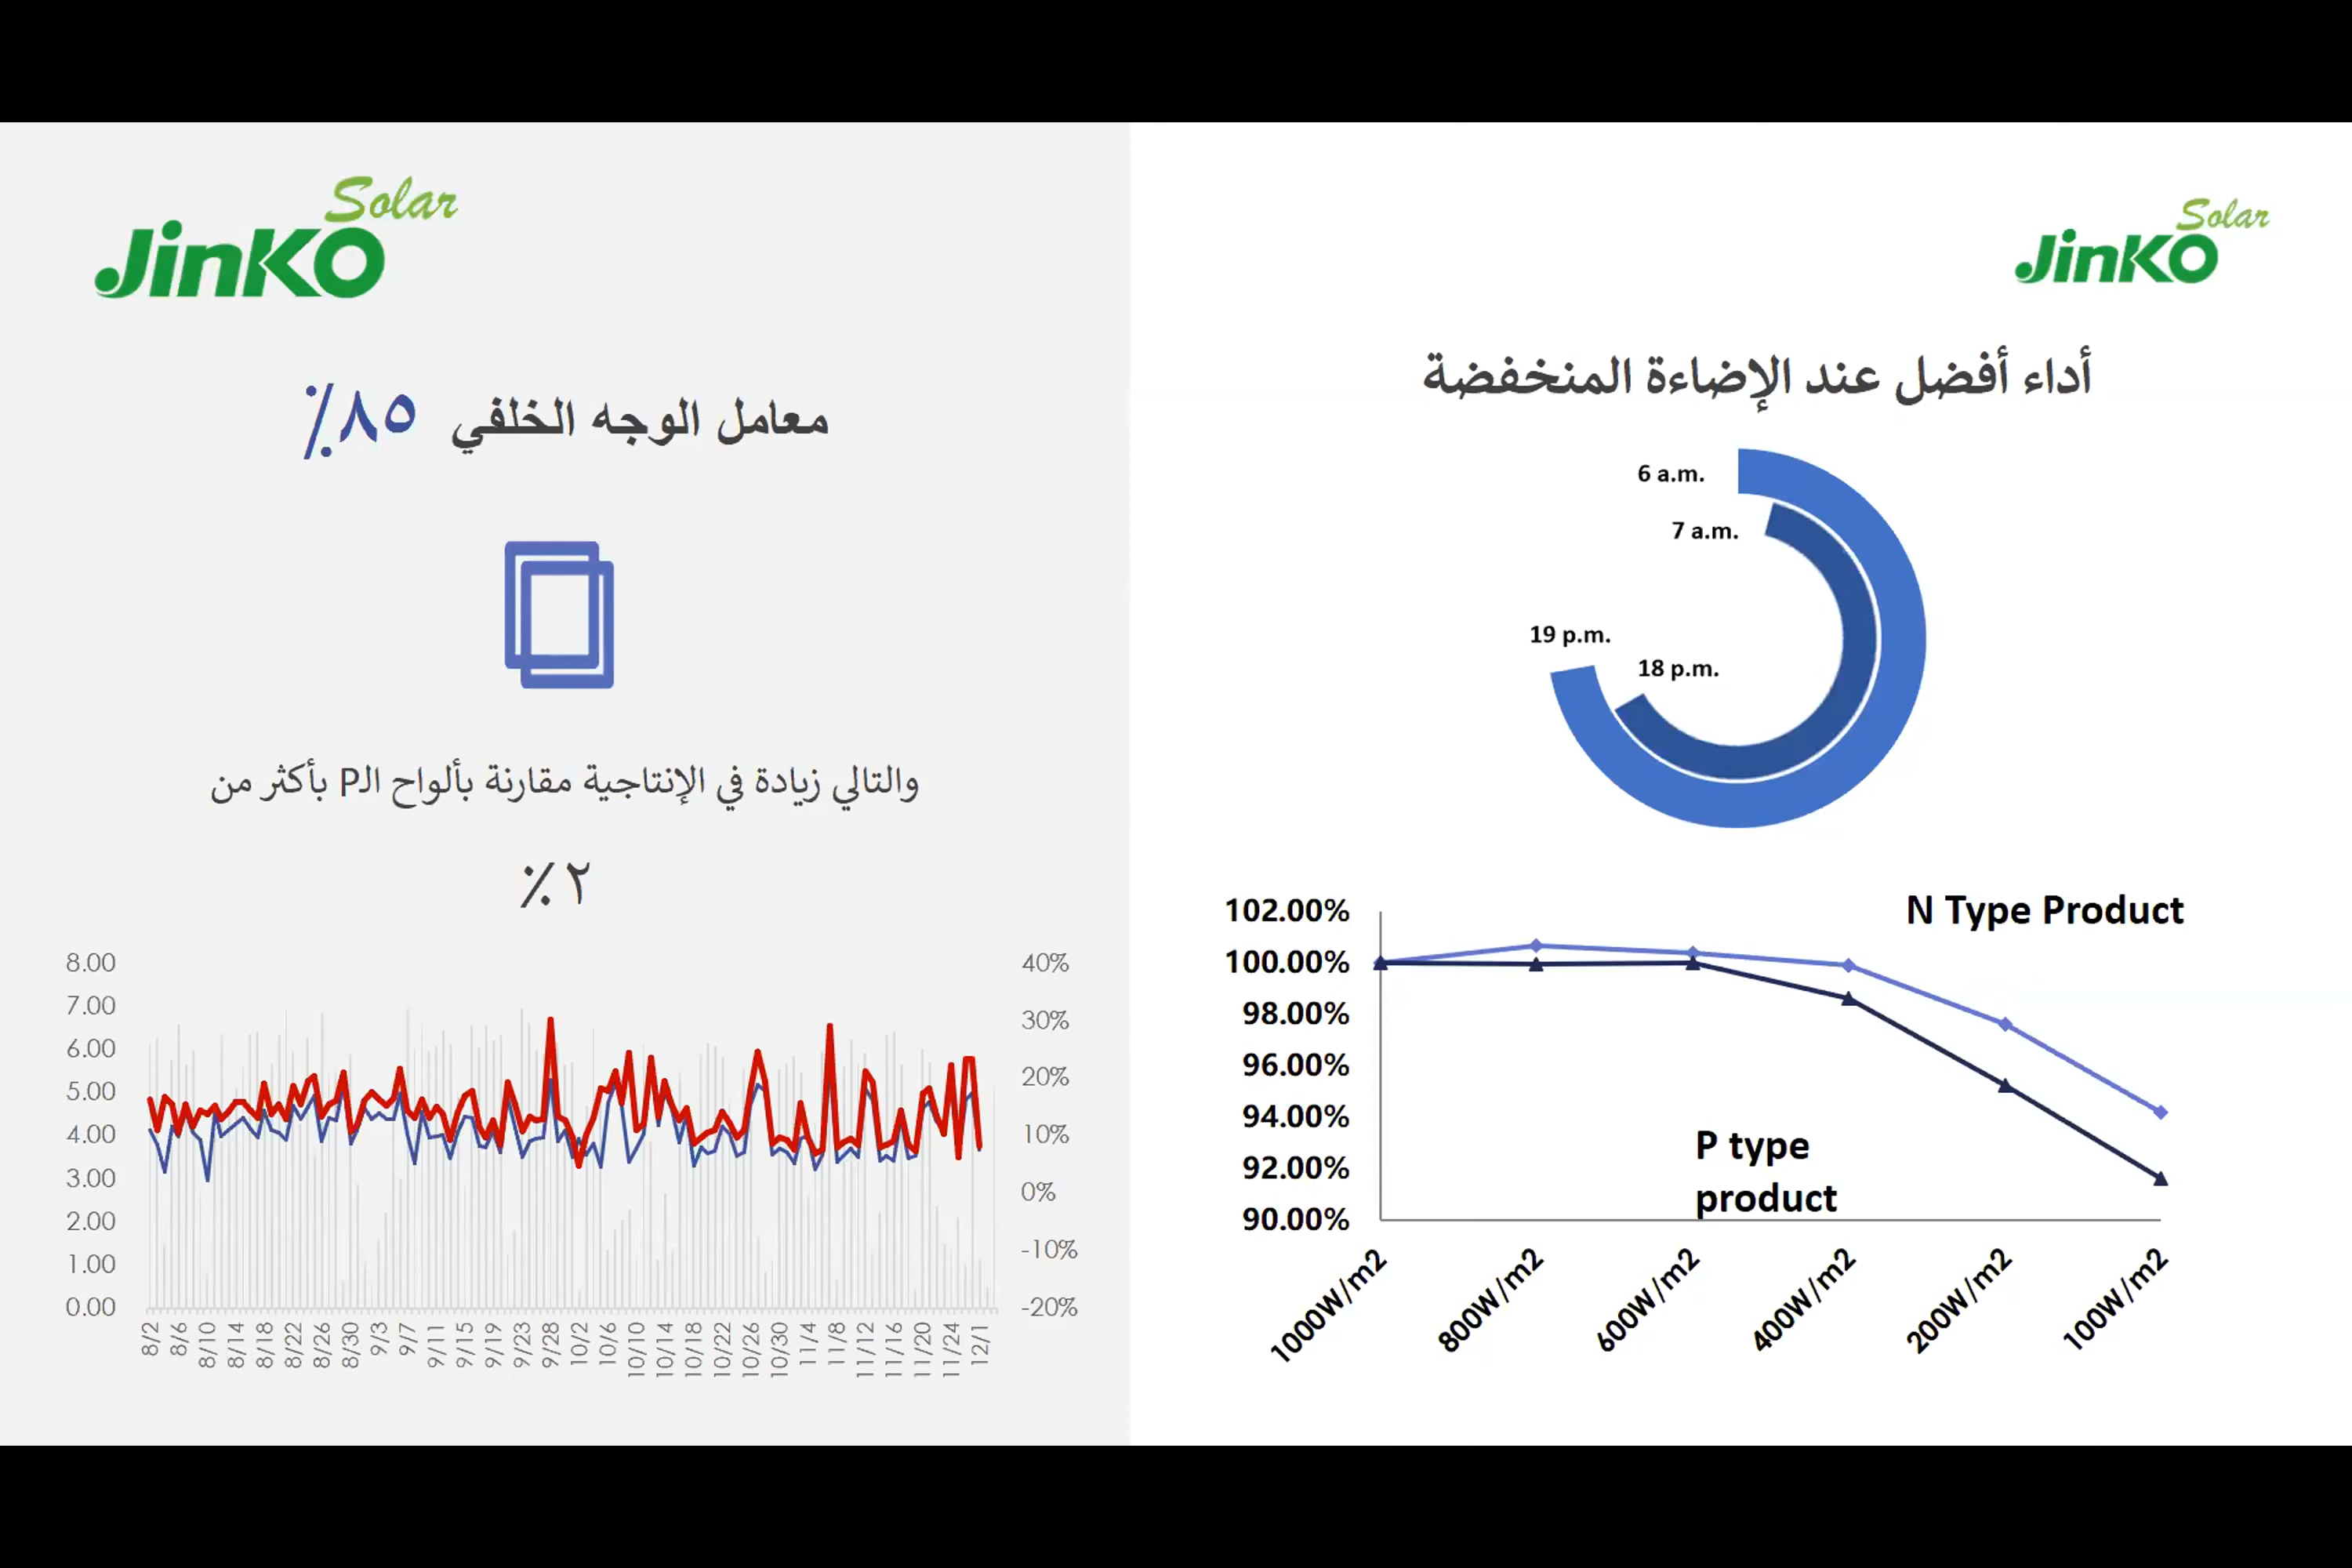 Solar
JinKO
معامل الوجه الخلفي ٨٥٪
والتالي زيادة في الإنتاجية مقارنة بألواح الـP بأكثر من
٢٪
8.00
7.00
6.00
5.00
4.00
3.00
2.00
1.00
0.00
40%
30%
20%
10%
0%
-10%
-20%
8/2 8/6 8/10 8/14 8/18 8/22 8/26 8/30 9/3 9/7 9/11 9/15 9/19 9/23 9/28 10/2 10/6 10/10 10/14 10/18 10/22 10/26 10/30 11/4 11/8 11/12 11/16 11/20 11/24 12/1
Solar
JinKO
أداء أفضل عند الإضاءة المنخفضة
6 a.m.
7 a.m.
19 p.m.
18 p.m.
N Type Product
102.00%
100.00%
98.00%
96.00%
94.00%
92.00%
90.00%
P type
product
1000W/m2 800W/m2 600W/m2 400W/m2 200W/m2 100W/m2